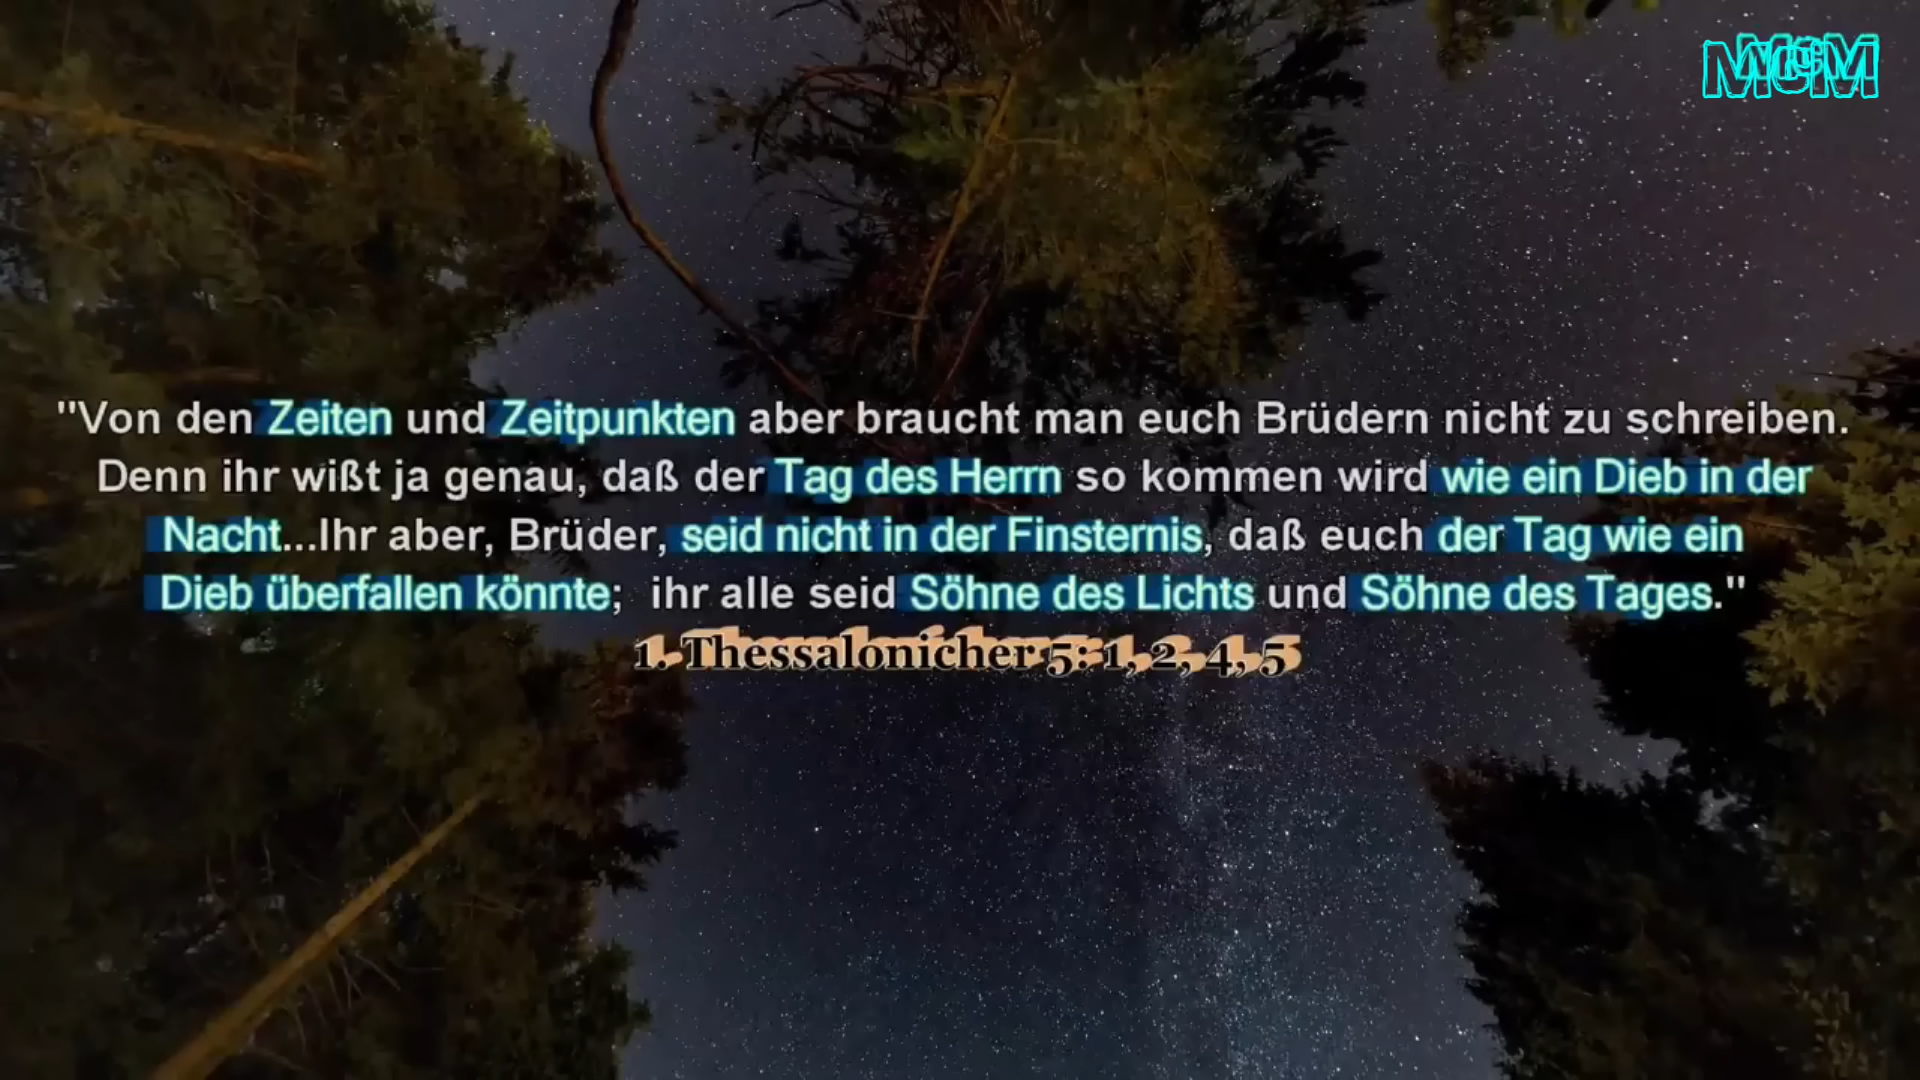 MGM
"Von den Zeiten und Zeitpunkten aber braucht man euch Brüdern nicht zu schreiben.
Denn ihr wißt ja genau, daß der Tag des Herrn so kommen wird wie ein Dieb in der
Nacht...Ihr aber, Brüder, seid nicht in der Finsternis, daß euch der Tag wie ein
Dieb überfallen könnte;  ihr alle seid Söhne des Lichts und Söhne des Tages."
1. Thessalonicher 5: 1, 2, 4, 5